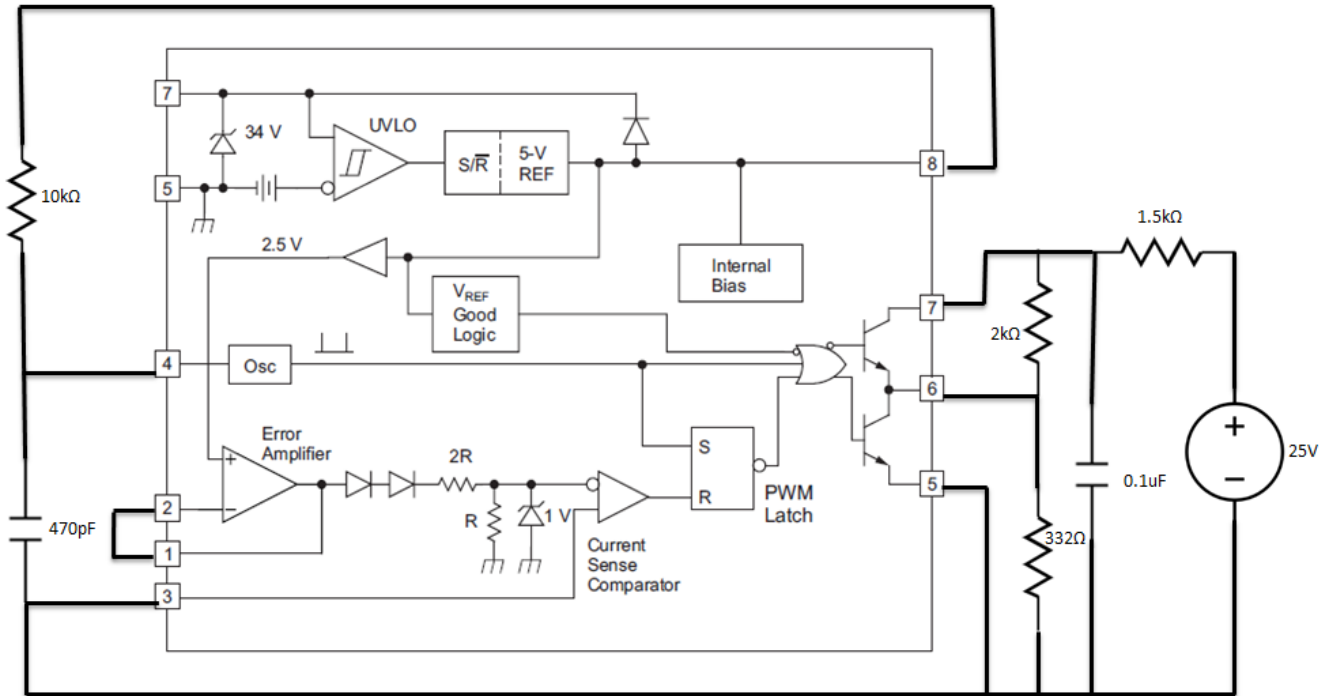 7
34 V
UVLO
S/R̅
5-V
REF
8
5
10kΩ
1.5kΩ
2.5 V
Internal
Bias
VREF
Good
Logic
7
2kΩ
4
Osc
6
25V
Error
Amplifier
2R
S
R
PWM
Latch
5
0.1uF
2
470pF
R
1 V
1
Current
Sense
Comparator
332Ω
3